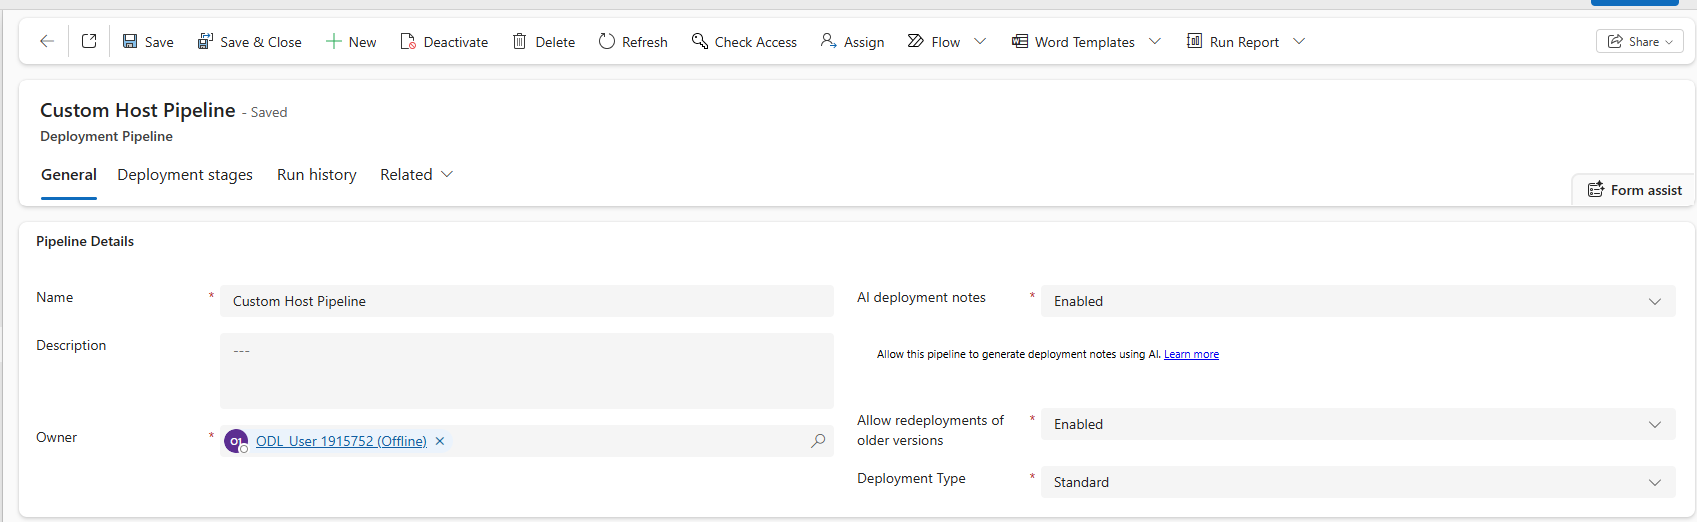 Save Save & Close New Deactivate Delete Refresh Check Access Assign Flow Word Templates Run Report Share
Custom Host Pipeline - Saved
Deployment Pipeline
General Deployment stages Run history Related
Form assist
Pipeline Details
Name * Custom Host Pipeline
AI deployment notes * Enabled
Description ---
Allow this pipeline to generate deployment notes using AI. Learn more
Owner * O1 ODL_User 1915752 (Offline)
Allow redeployments of
older versions * Enabled
Deployment Type * Standard